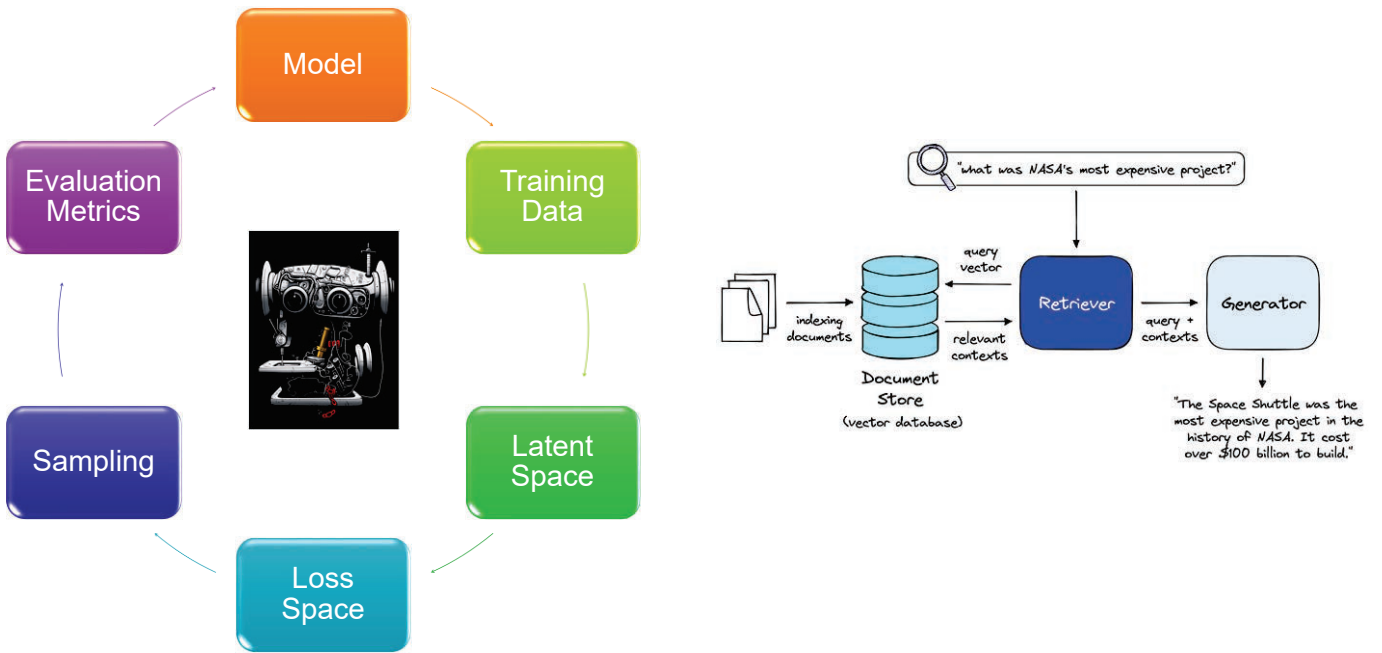 Model
Training
Data
Latent
Space
Loss
Space
Sampling
Evaluation
Metrics
"what was NASA's most expensive project?"
query
vector
Retriever
Generator
indexing
documents
relevant
contexts
query +
contexts
Document
Store
(vector database)
"The Space Shuttle was the
most expensive project in the
history of NASA. It cost
over $100 billion to build."